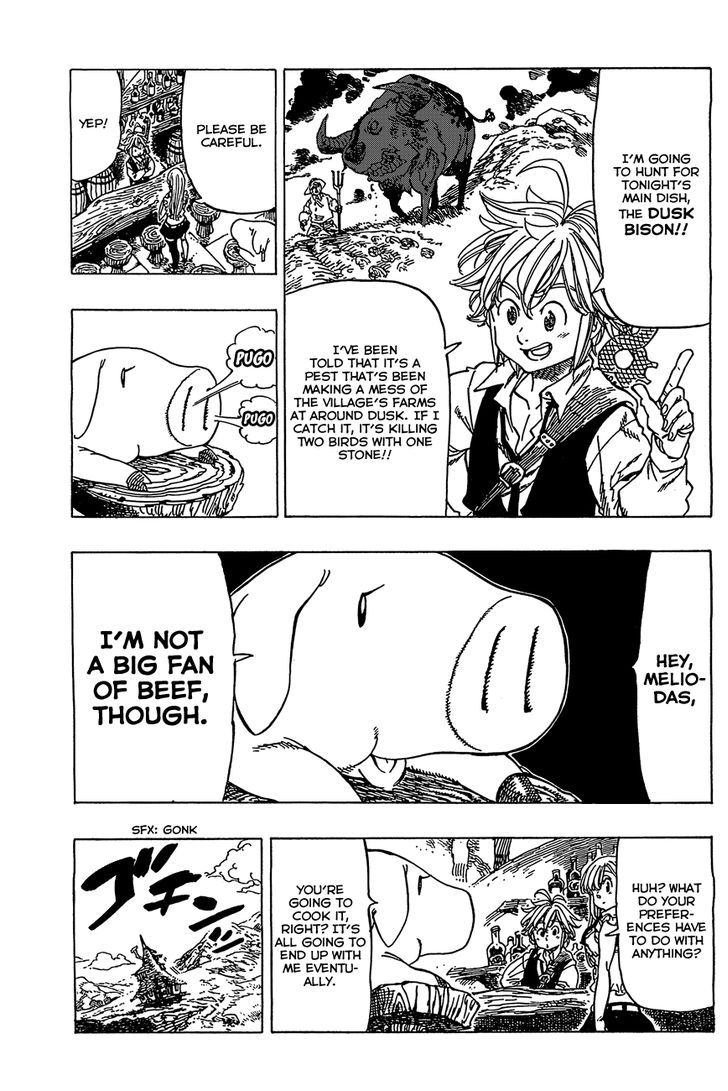 I'M GOING
TO HUNT FOR
TONIGHT'S
MAIN DISH,
THE DUSK
BISON!!
I'VE BEEN
TOLD THAT IT'S A
PEST THAT'S BEEN
MAKING A MESS OF
THE VILLAGE'S FARMS
AT AROUND DUSK. IF I
CATCH IT, IT'S KILLING
TWO BIRDS WITH ONE
STONE!!
PLEASE BE
CAREFUL.
YEP!
PUGO
PUGO
HEY,
MELIO-
DAS,
I'M NOT
A BIG FAN
OF BEEF,
THOUGH.
HUH? WHAT
DO YOUR
PREFER-
ENCES HAVE
TO DO WITH
ANYTHING?
YOU'RE
GOING TO
COOK IT,
RIGHT? IT'S
ALL GOING TO
END UP WITH
ME EVENTU-
ALLY.
SFX: GONK
ブチンッ